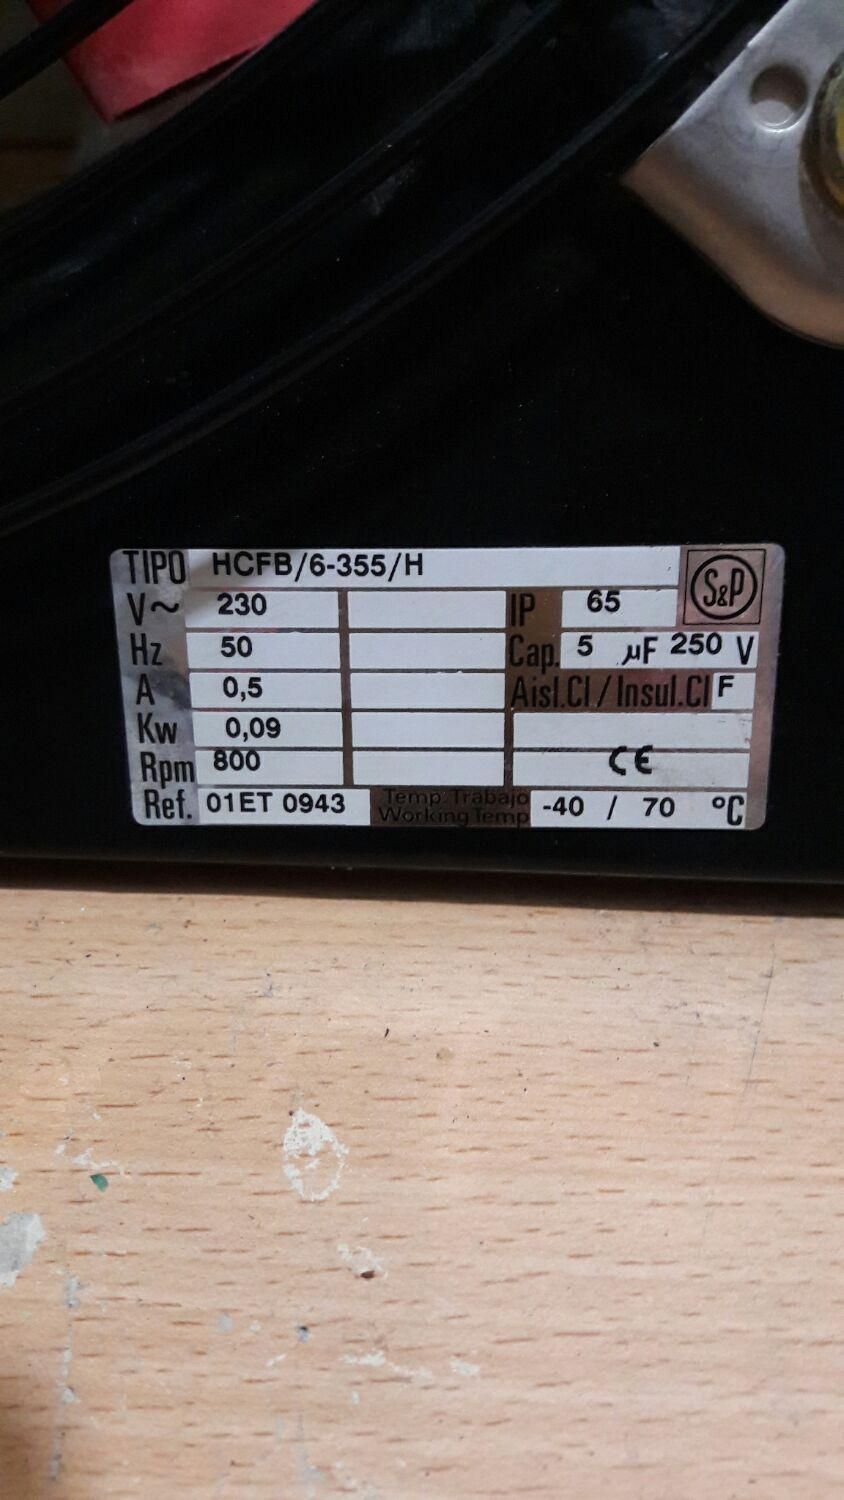 TIPO HCFB/6-355/H S&P
V~ 230 IP 65
Hz 50 Cap. 5 µF 250 V
A 0,5 Aisl.Cl / Insul.Cl F
Kw 0,09
Rpm 800 CE
Ref. 01ET 0943 Temp. Trabajo
Working Temp -40 / 70 °C